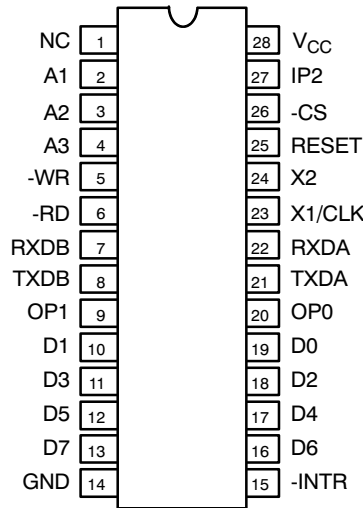 NC 1 28 VCC
A1 2 27 IP2
A2 3 26 -CS
A3 4 25 RESET
-WR 5 24 X2
-RD 6 23 X1/CLK
RXDB 7 22 RXDA
TXDB 8 21 TXDA
OP1 9 20 OP0
D1 10 19 D0
D3 11 18 D2
D5 12 17 D4
D7 13 16 D6
GND 14 15 -INTR